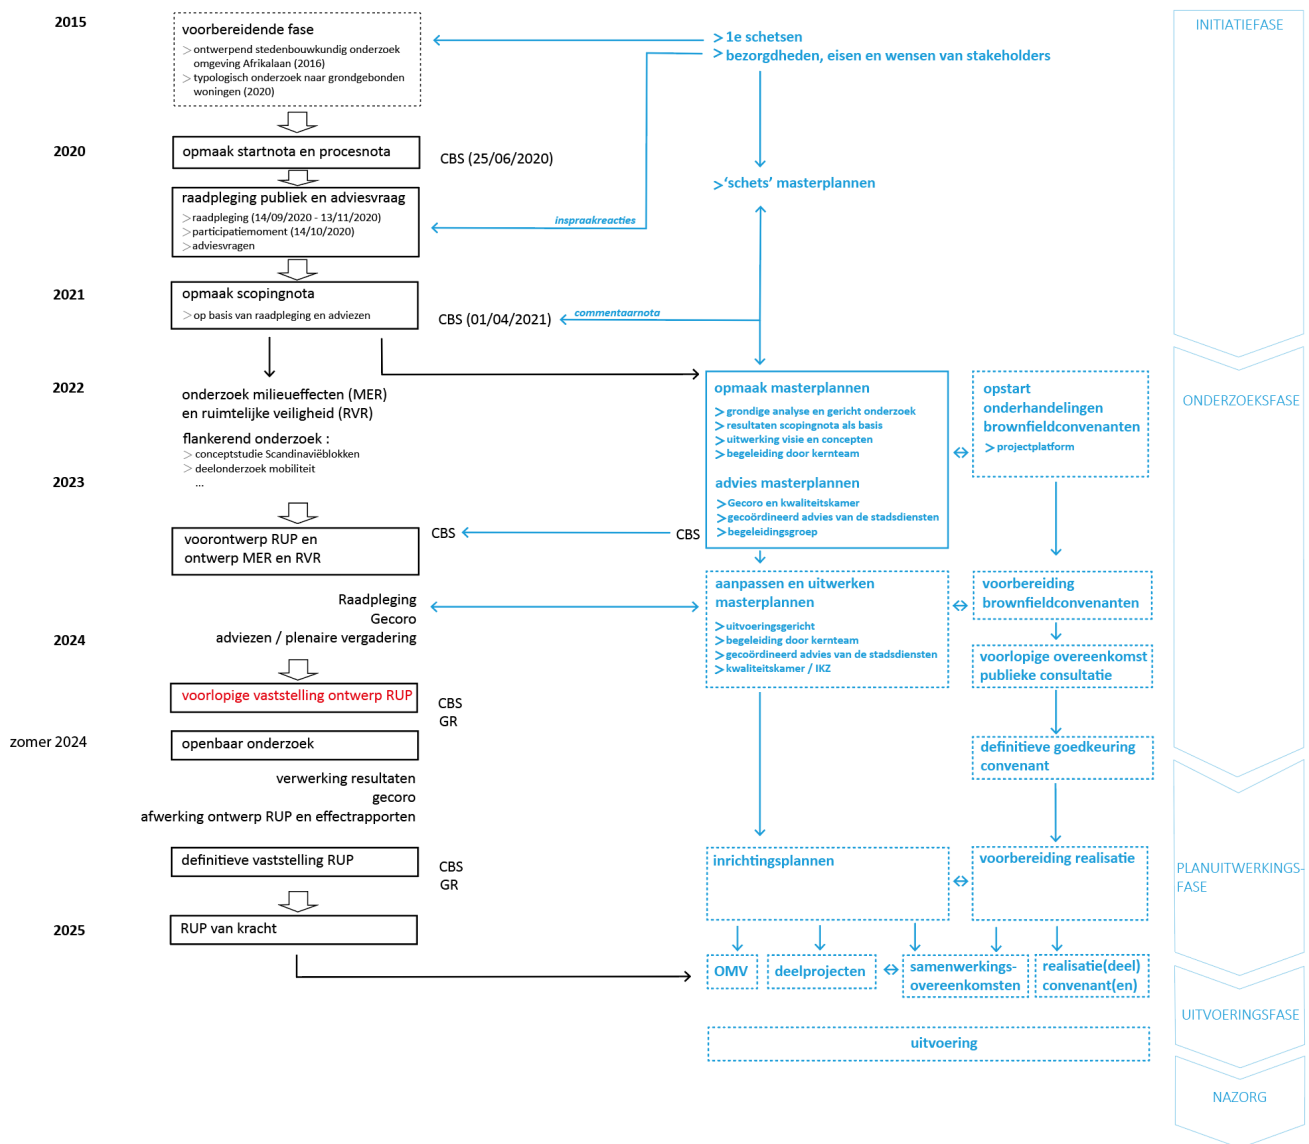 2015
voorbereidende fase
> ontwerpend stedenbouwkundig onderzoek
omgeving Afrikalaan (2016)
> typologisch onderzoek naar grondgebonden
woningen (2020)
> 1e schetsen
> bezorgdheden, eisen en wensen van stakeholders
INITIATIEFASE
2020
opmaak startnota en procesnota
CBS (25/06/2020)
raadpleging publiek en adviesvraag
> raadpleging (14/09/2020 - 13/11/2020)
> participatiemoment (14/10/2020)
> adviesvragen
inspraakreacties
> 'schets' masterplannen
2021
opmaak scopingnota
> op basis van raadpleging en adviezen
CBS (01/04/2021)
commentaarnota
2022
onderzoek milieueffecten (MER)
en ruimtelijke veiligheid (RVR)
flankerend onderzoek :
> conceptstudie Scandinaviëblokken
> deelonderzoek mobiliteit
...
opmaak masterplannen
> grondige analyse en gericht onderzoek
> resultaten scopingnota als basis
> uitwerking visie en concepten
> begeleiding door kernteam
advies masterplannen
> Gecoro en kwaliteitskamer
> gecoördineerd advies van de stadsdiensten
> begeleidingsgroep
opstart
onderhandelingen
brownfieldconvenanten
> projectplatform
ONDERZOEKSFASE
2023
voorontwerp RUP en
ontwerp MER en RVR
CBS
CBS
Raadpleging
Gecoro
adviezen / plenaire vergadering
aanpassen en uitwerken
masterplannen
> uitvoeringsgericht
> begeleiding door kernteam
> gecoördineerd advies van de stadsdiensten
> kwaliteitskamer / IKZ
voorbereiding
brownfieldconvenanten
2024
voorlopige overeenkomst
publieke consultatie
voorlopige vaststelling ontwerp RUP
CBS
GR
zomer 2024
openbaar onderzoek
definitieve goedkeuring
convenant
verwerking resultaten
gecoro
afwerking ontwerp RUP en effectrapporten
definitieve vaststelling RUP
CBS
GR
inrichtingsplannen
voorbereiding realisatie
PLANUITWERKINGS-
FASE
2025
RUP van kracht
OMV
deelprojecten
samenwerkings-
overeenkomsten
realisatie(deel)
convenant(en)
UITVOERINGSFASE
uitvoering
NAZORG